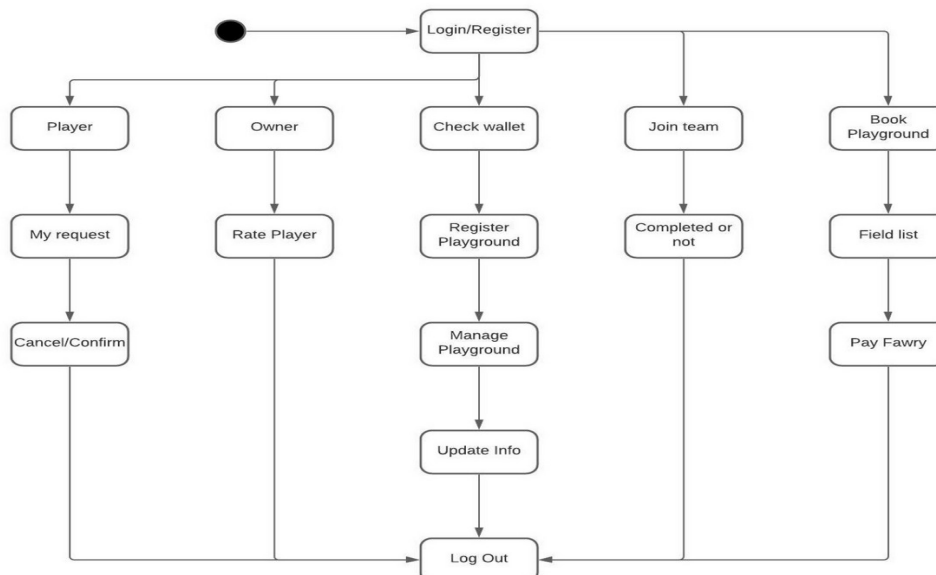 Login/Register
Player
Owner
Check wallet
Join team
Book
Playground
My request
Rate Player
Register
Playground
Completed or
not
Field list
Cancel/Confirm
Manage
Playground
Pay Fawry
Update Info
Log Out